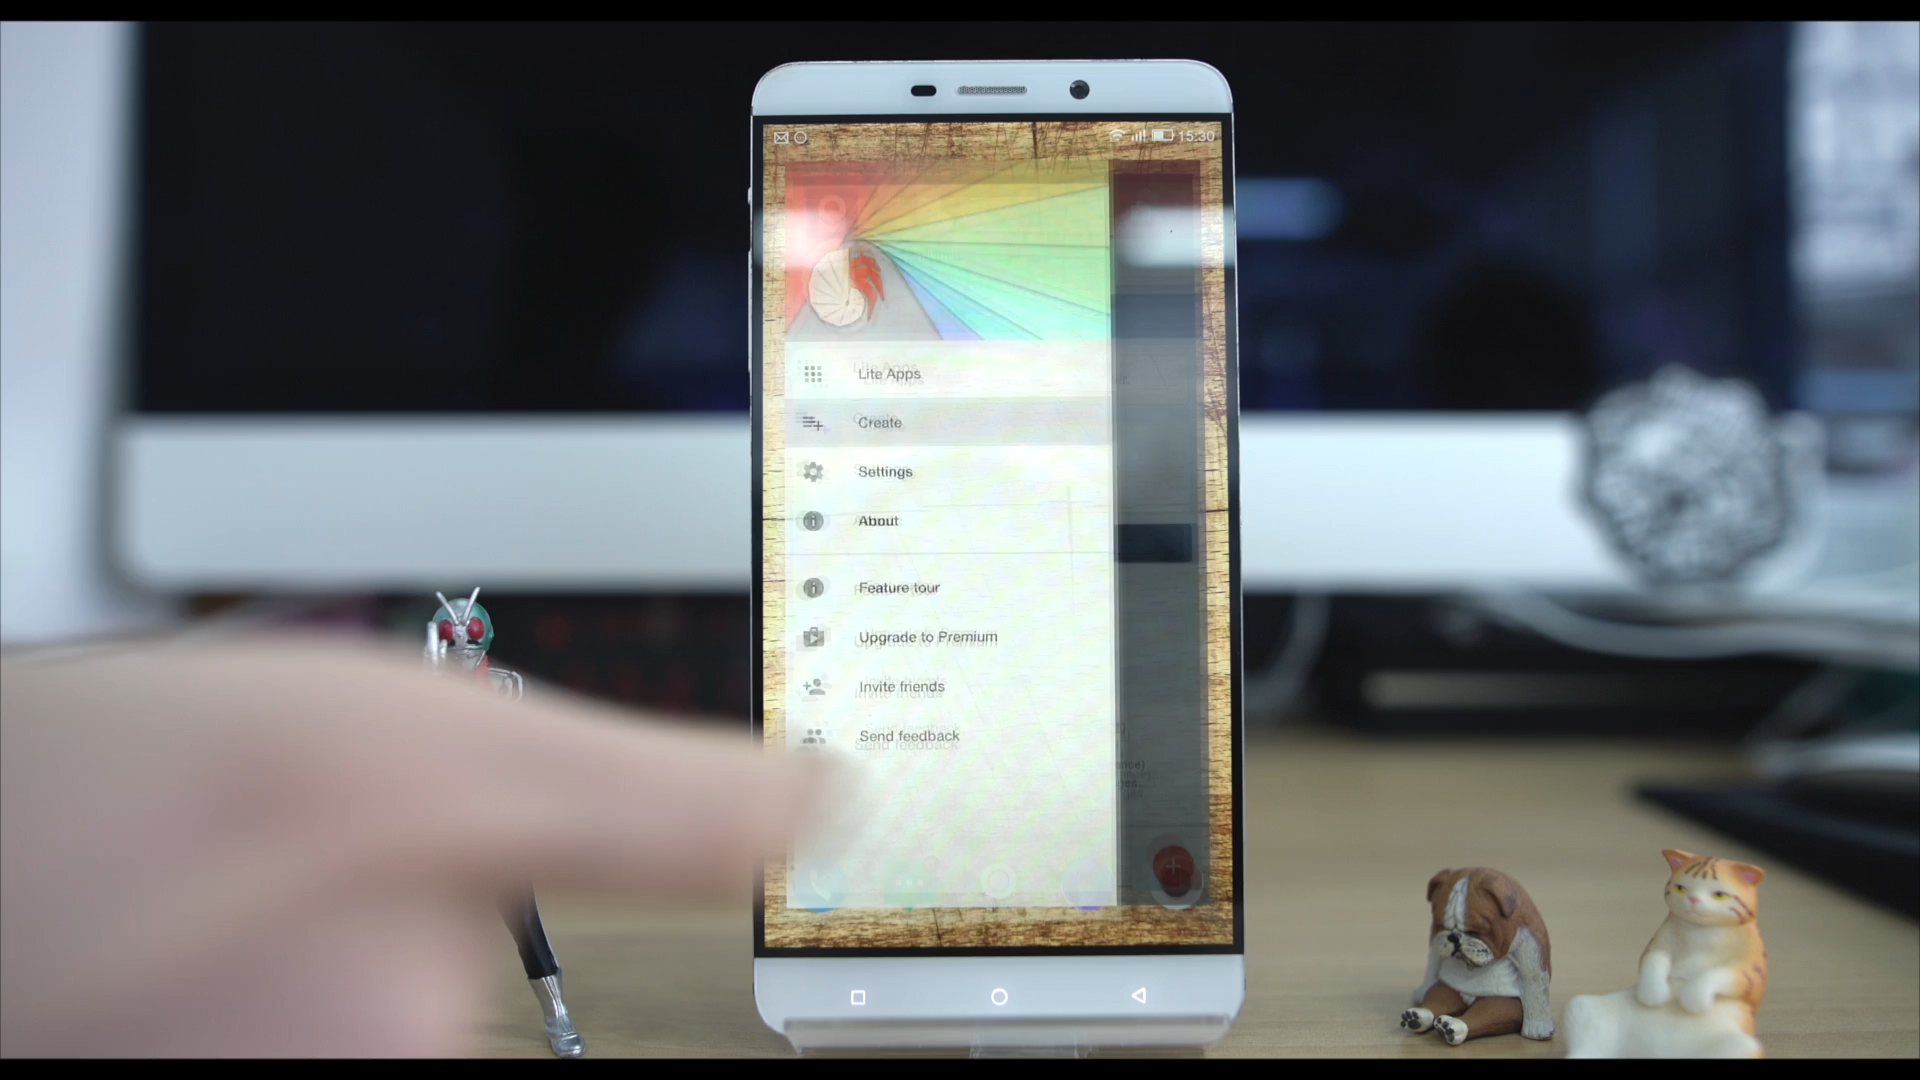 15:30
Lite Apps
Create
Settings
About
Feature tour
Upgrade to Premium
Invite friends
Send feedback